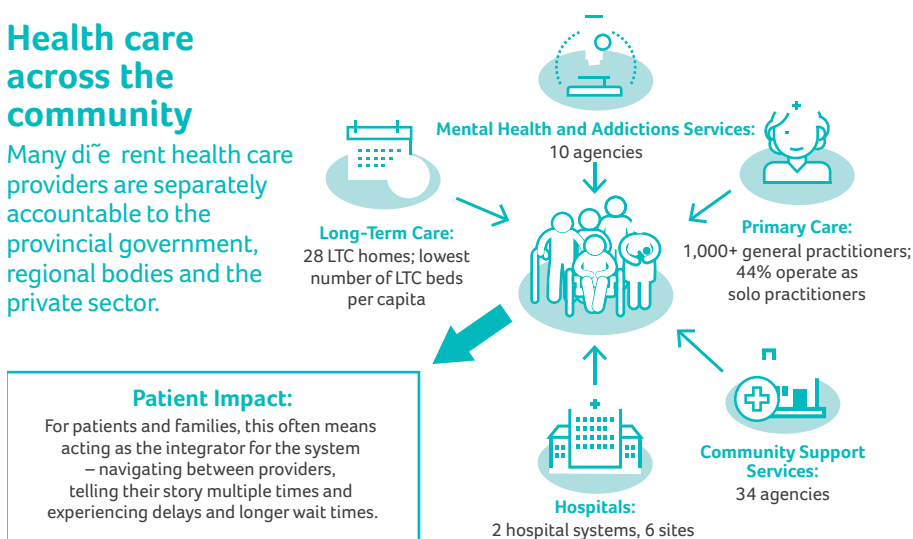 Health care
across the
community
Many di˜e rent health care
providers are separately
accountable to the
provincial government,
regional bodies and the
private sector.
Mental Health and Addictions Services:
10 agencies
Long-Term Care:
28 LTC homes; lowest
number of LTC beds
per capita
Primary Care:
1,000+ general practitioners;
44% operate as
solo practitioners
Patient Impact:
For patients and families, this often means
acting as the integrator for the system
– navigating between providers,
telling their story multiple times and
experiencing delays and longer wait times.
Hospitals:
2 hospital systems, 6 sites
Community Support
Services:
34 agencies